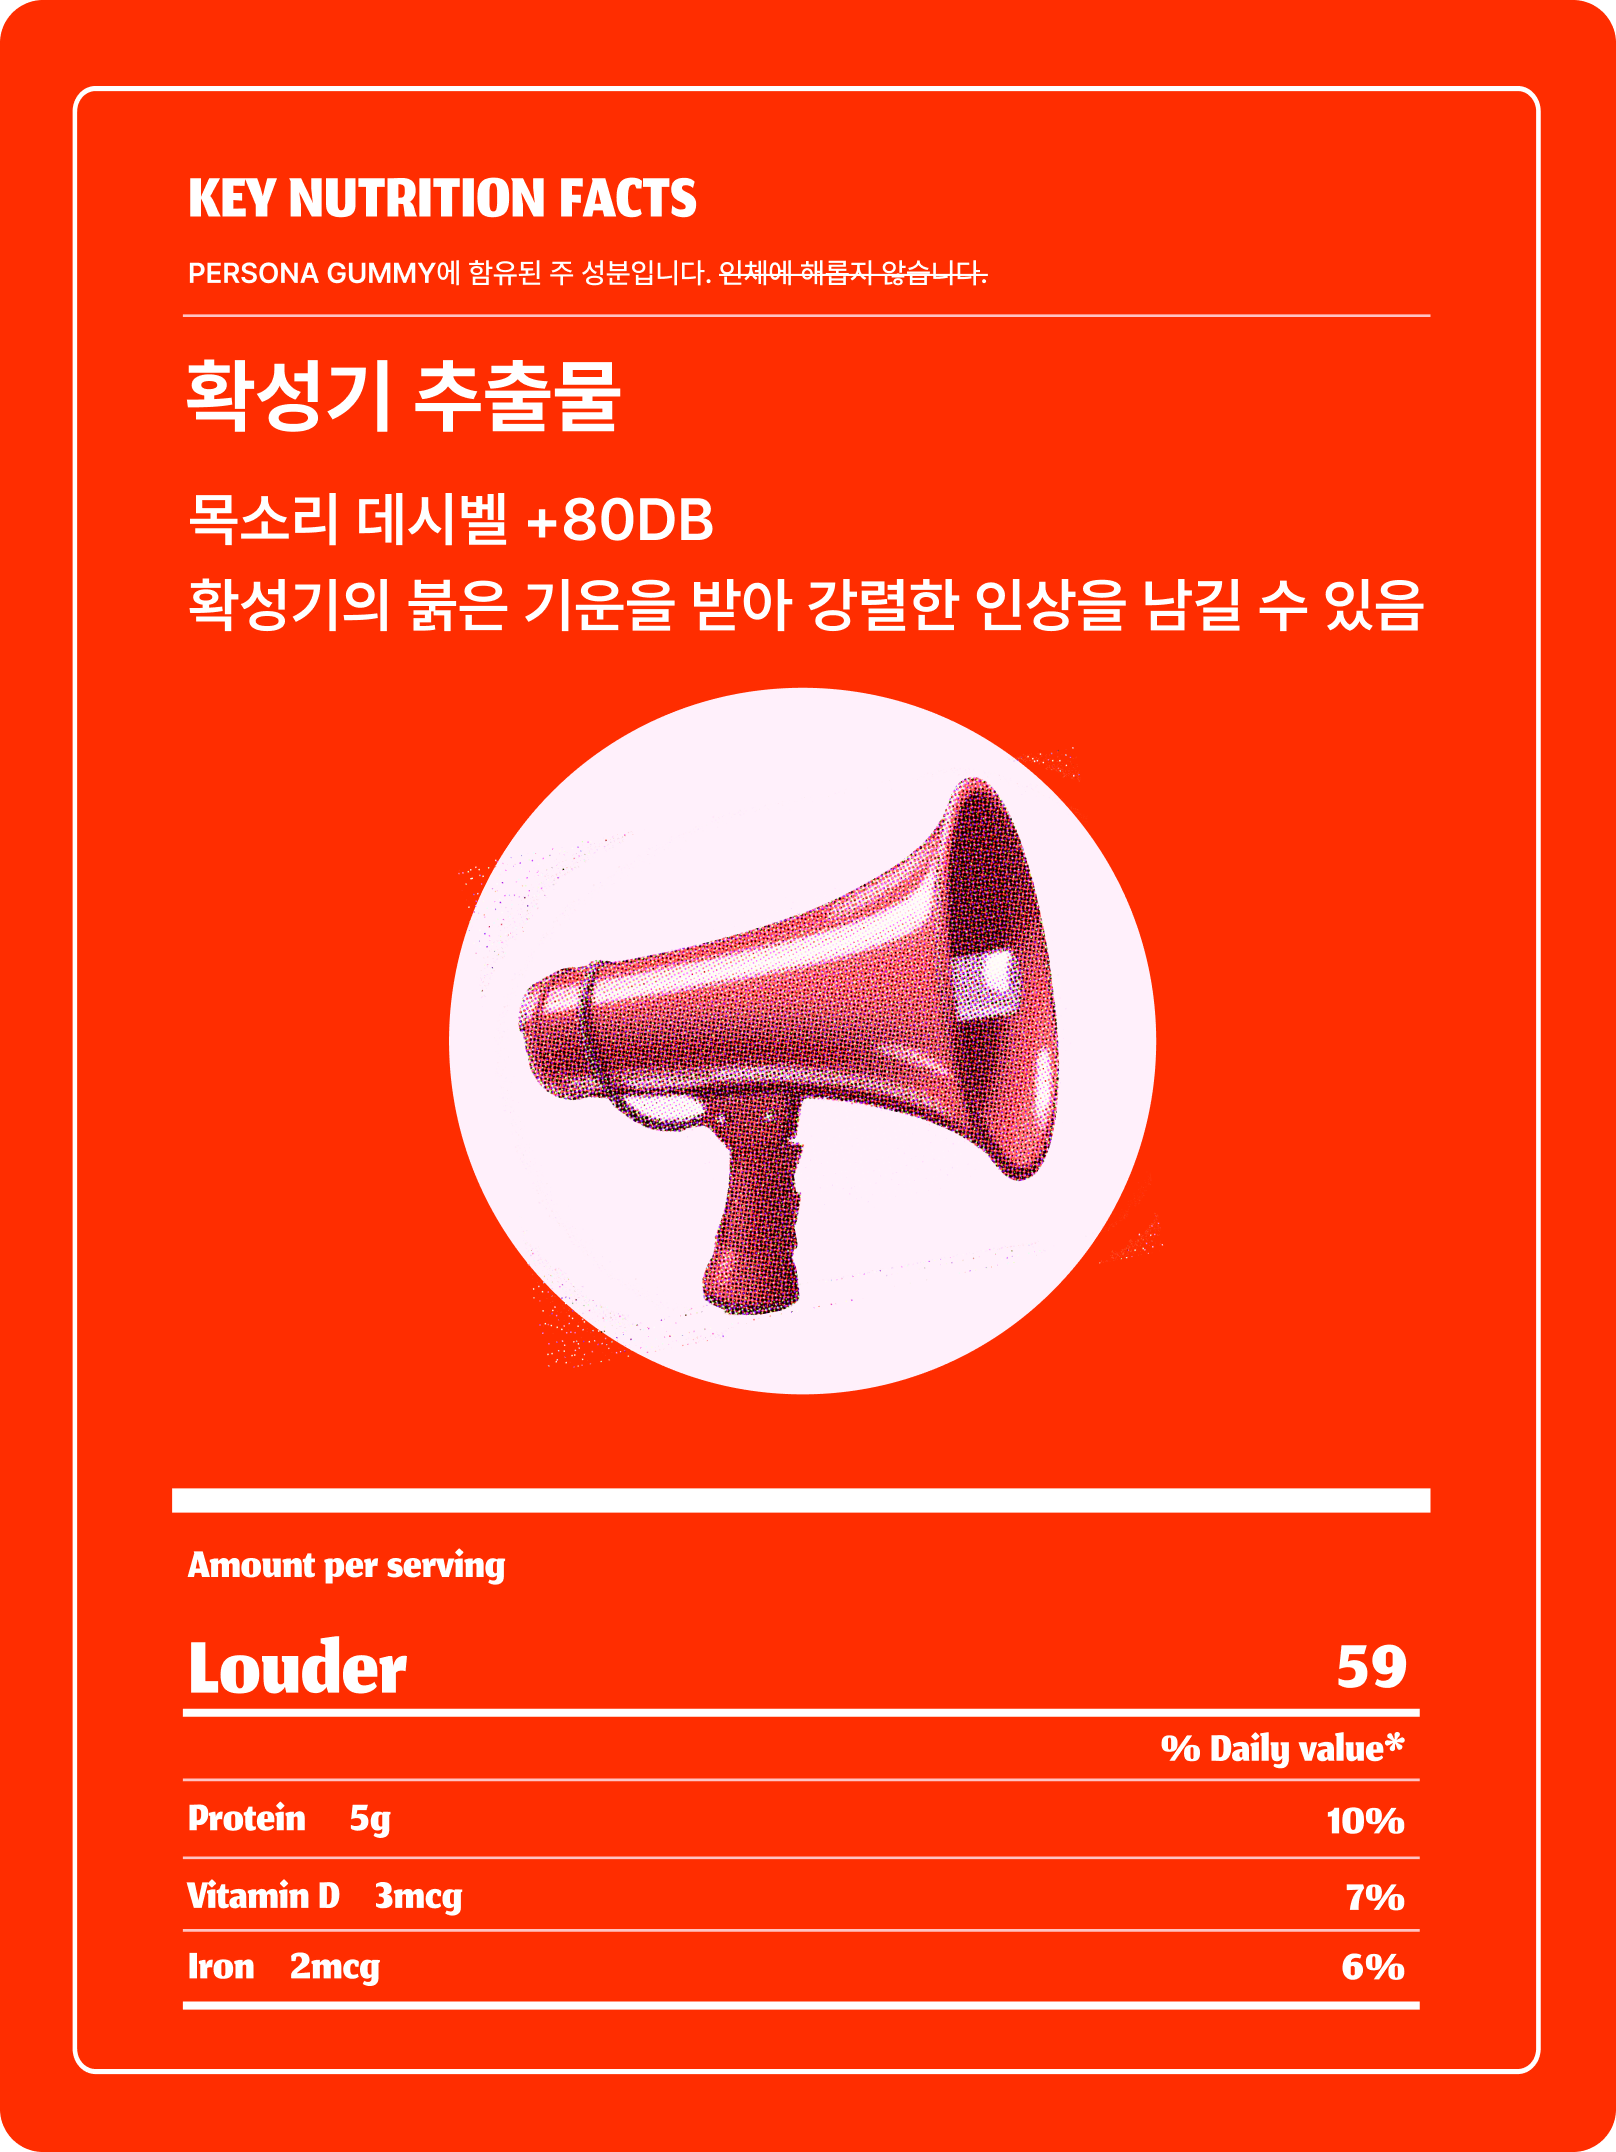 KEY NUTRITION FACTS
PERSONA GUMMY에 함유된 주 성분입니다. 인체에 해롭지 않습니다.
확성기 추출물
목소리 데시벨 +80DB
확성기의 붉은 기운을 받아 강렬한 인상을 남길 수 있음
Amount per serving
Louder 59
% Daily value*
Protein 5g 10%
Vitamin D 3mcg 7%
Iron 2mcg 6%